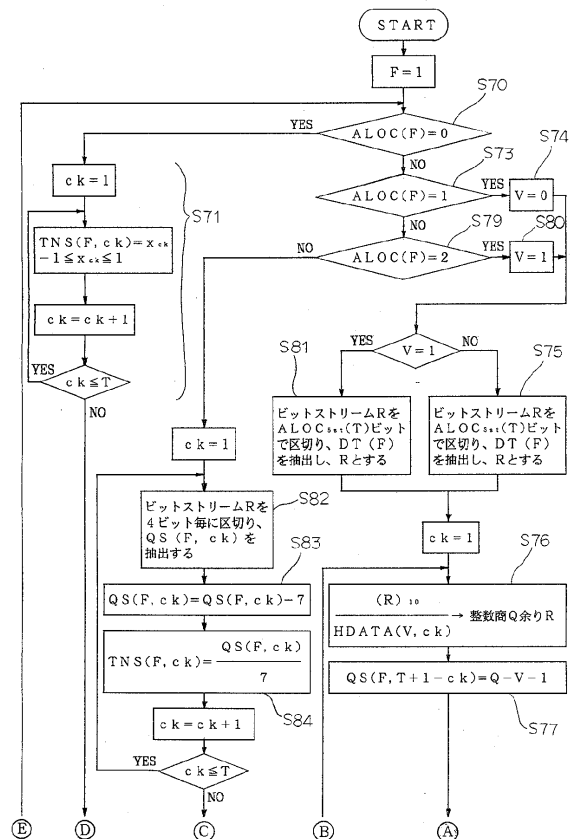 START
F=1
S70
YES
ALOC(F)=0
NO
S73
S74
ck=1
ALOC(F)=1
YES
V=0
S71
NO
S79
S80
TNS(F,ck)=xck
-1≦xck≦1
NO
ALOC(F)=2
YES
V=1
ck=ck+1
YES
V=1
NO
S81
S75
YES
ck≦T
NO
ビットストリームRを
ALOC5nt(T)ビット
で区切り、DT(F)
を抽出し、Rとする
ビットストリームRを
ALOC3nt(T)ビット
で区切り、DT(F)
を抽出し、Rとする
ck=1
S82
ビットストリームRを
4ビット毎に区切り、
QS(F,ck)を
抽出する
ck=1
S83
S76
QS(F,ck)=QS(F,ck)-7
(R)10
HDATA(V,ck)
→整数商Q余りR
TNS(F,ck)=
QS(F,ck)
7
QS(F,T+1-ck)=Q-V-1
S84
S77
ck=ck+1
YES
ck≦T
NO
E
D
C
B
A